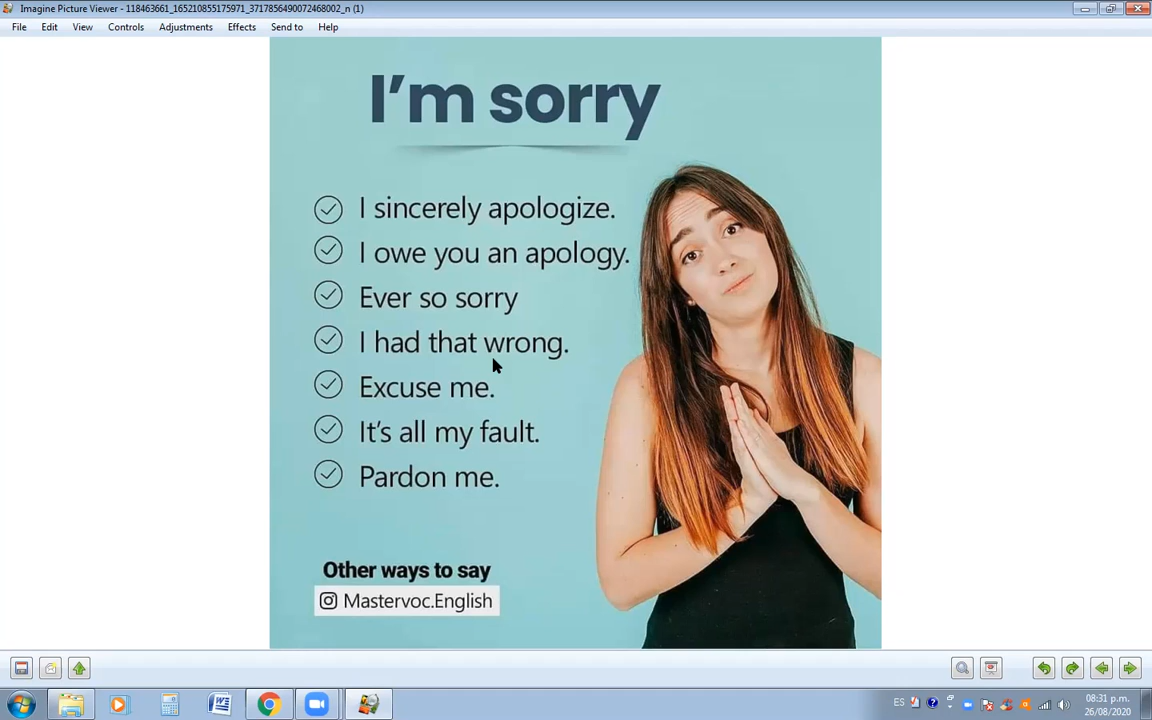 Imagine Picture Viewer - 118463661_165210855175971_3717856490072468002_n (1)
File Edit View Controls Adjustments Effects Send to Help
I'm sorry
I sincerely apologize.
I owe you an apology.
Ever so sorry
I had that wrong.
Excuse me.
It's all my fault.
Pardon me.
Other ways to say
Mastervoc.English
ES
08:31 p.m.
26/08/2020